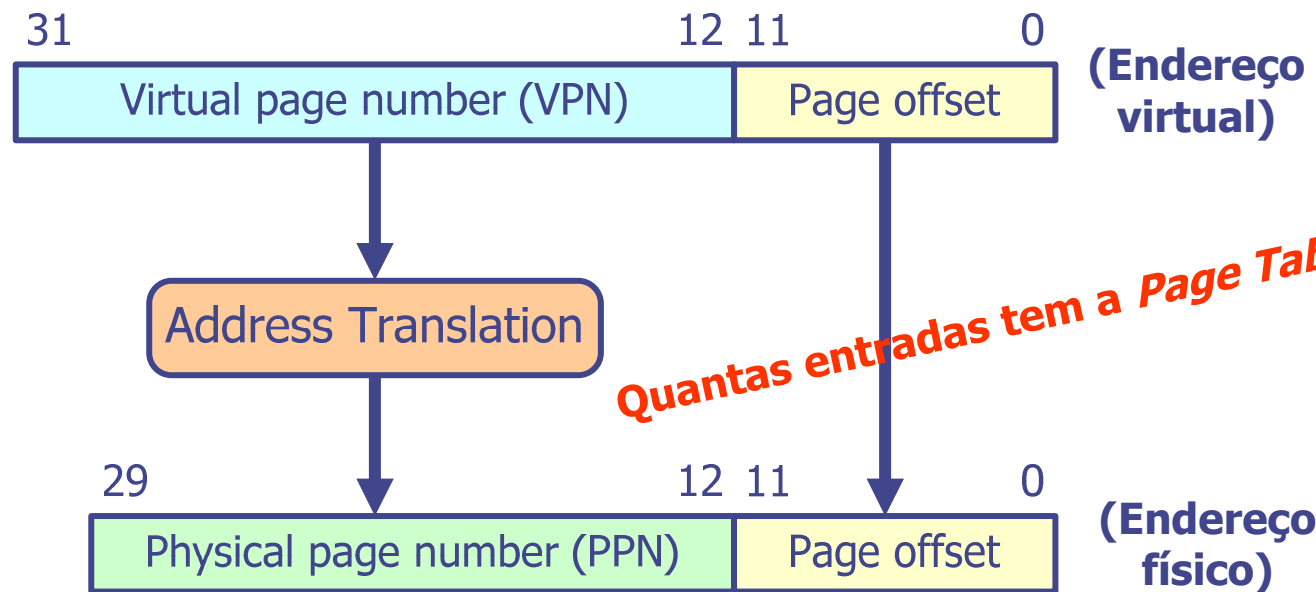 31 12 11 0
Virtual page number (VPN) Page offset
(Endereço
virtual)
Address Translation
Quantas entradas tem a Page
29 12 11 0
Physical page number (PPN) Page offset
(Endereço
físico)